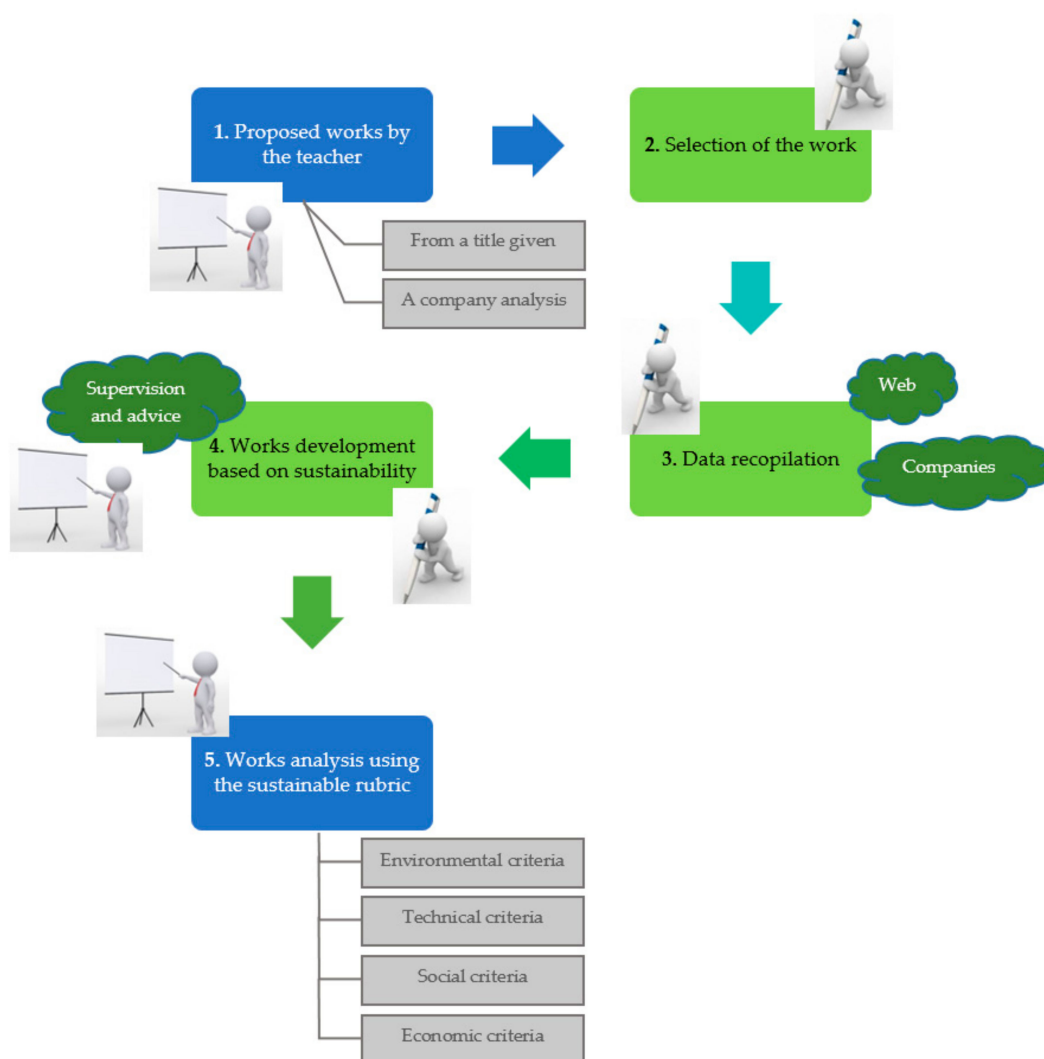 1. Proposed works by
the teacher
2. Selection of the work
From a title given
A company analysis
Web
Companies
3. Data recopilation
Supervision
and advice
4. Works development
based on sustainability
5. Works analysis using
the sustainable rubric
Environmental criteria
Technical criteria
Social criteria
Economic criteria